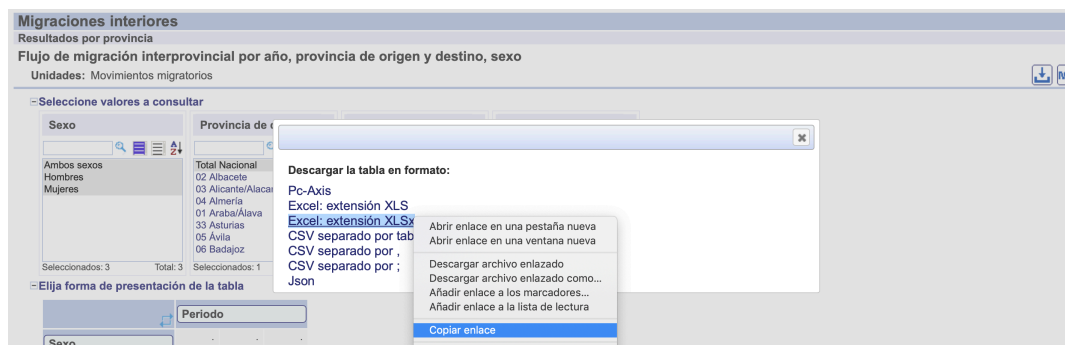 Migraciones interiores
Resultados por provincia
Flujo de migración interprovincial por año, provincia de origen y destino, sexo
Unidades: Movimientos migratorios
Seleccione valores a consultar
Sexo
Ambos sexos
Hombres
Mujeres
Seleccionados: 3 Total: 3
Provincia de
Total Nacional
02 Albacete
03 Alicante/Alacan
04 Almería
01 Araba/Álava
33 Asturias
05 Ávila
06 Badajoz
Seleccionados: 1
Descargar la tabla en formato:
Pc-Axis
Excel: extensión XLS
Excel: extensión XLSx
CSV separado por tab
CSV separado por ,
CSV separado por ;
Json
Abrir enlace en una pestaña nueva
Abrir enlace en una ventana nueva
Descargar archivo enlazado
Descargar archivo enlazado como...
Añadir enlace a los marcadores...
Añadir enlace a la lista de lectura
Copiar enlace
Elija forma de presentación de la tabla
Periodo
Sexo